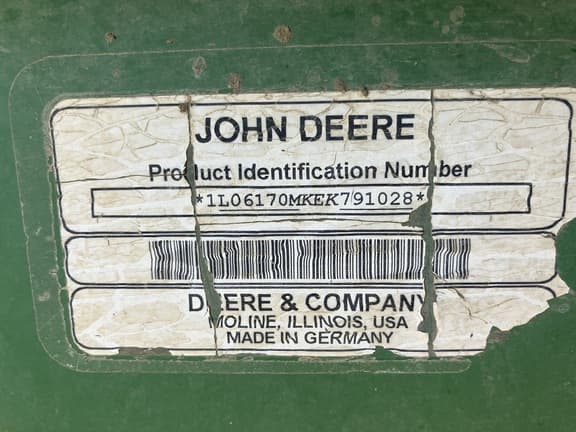 JOHN DEERE
Product Identification Number
*1L06170MKEK791028*
DEERE & COMPANY
MOLINE, ILLINOIS, USA
MADE IN GERMANY